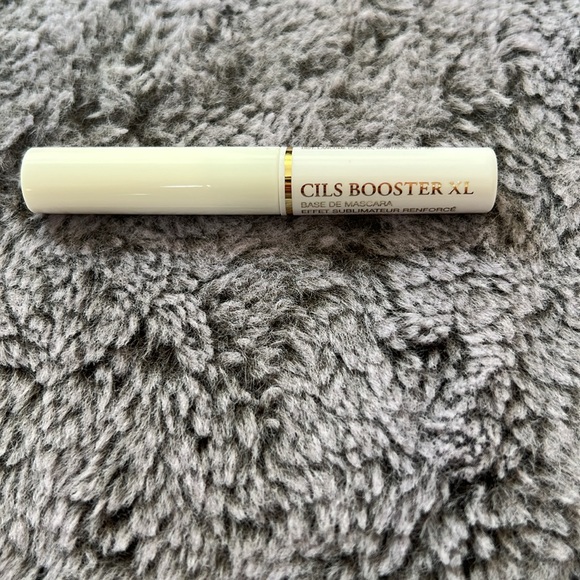 CILS BOOSTER XL
BASE DE MASCARA
EFFET SUBLIMATEUR RENFORCÉ